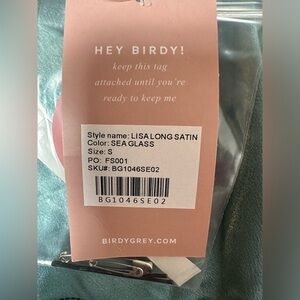 HEY BIRDY!
keep this tag
attached until you're
ready to keep me
Style name: LISA LONG SATIN
Color: SEA GLASS
Size: S
PO: FS001
SKU#: BG1046SE02
BG1046SE02
BIRDYGREY.COM